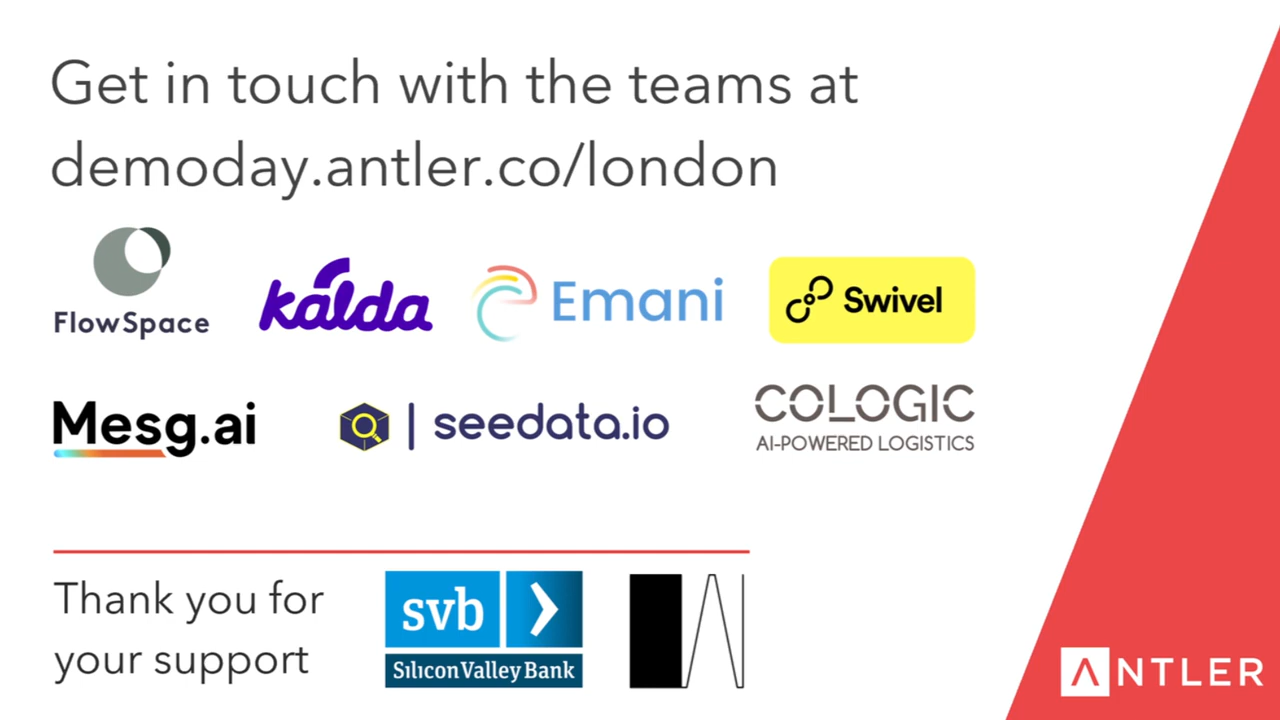 Get in touch with the teams at
demoday.antler.co/london
FlowSpace
kalda
Emani
Swivel
Mesg.ai
| seedata.io
COLOGIC
AI-POWERED LOGISTICS
Thank you for
your support
svb
Silicon Valley Bank
ANTLER